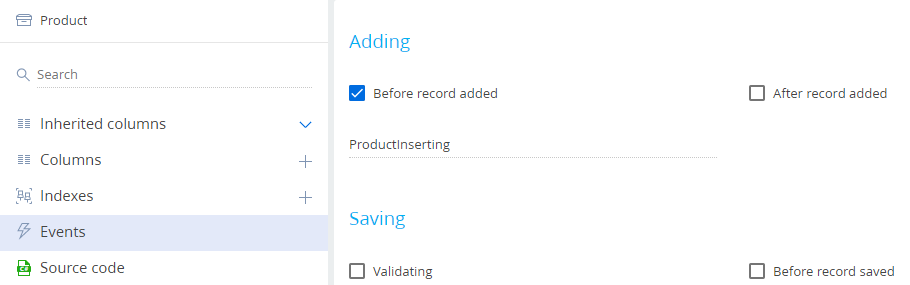 Product
Search
Inherited columns
Columns
Indexes
Events
C#
Source code
Adding
Before record added
After record added
ProductInserting
Saving
Validating
Before record saved